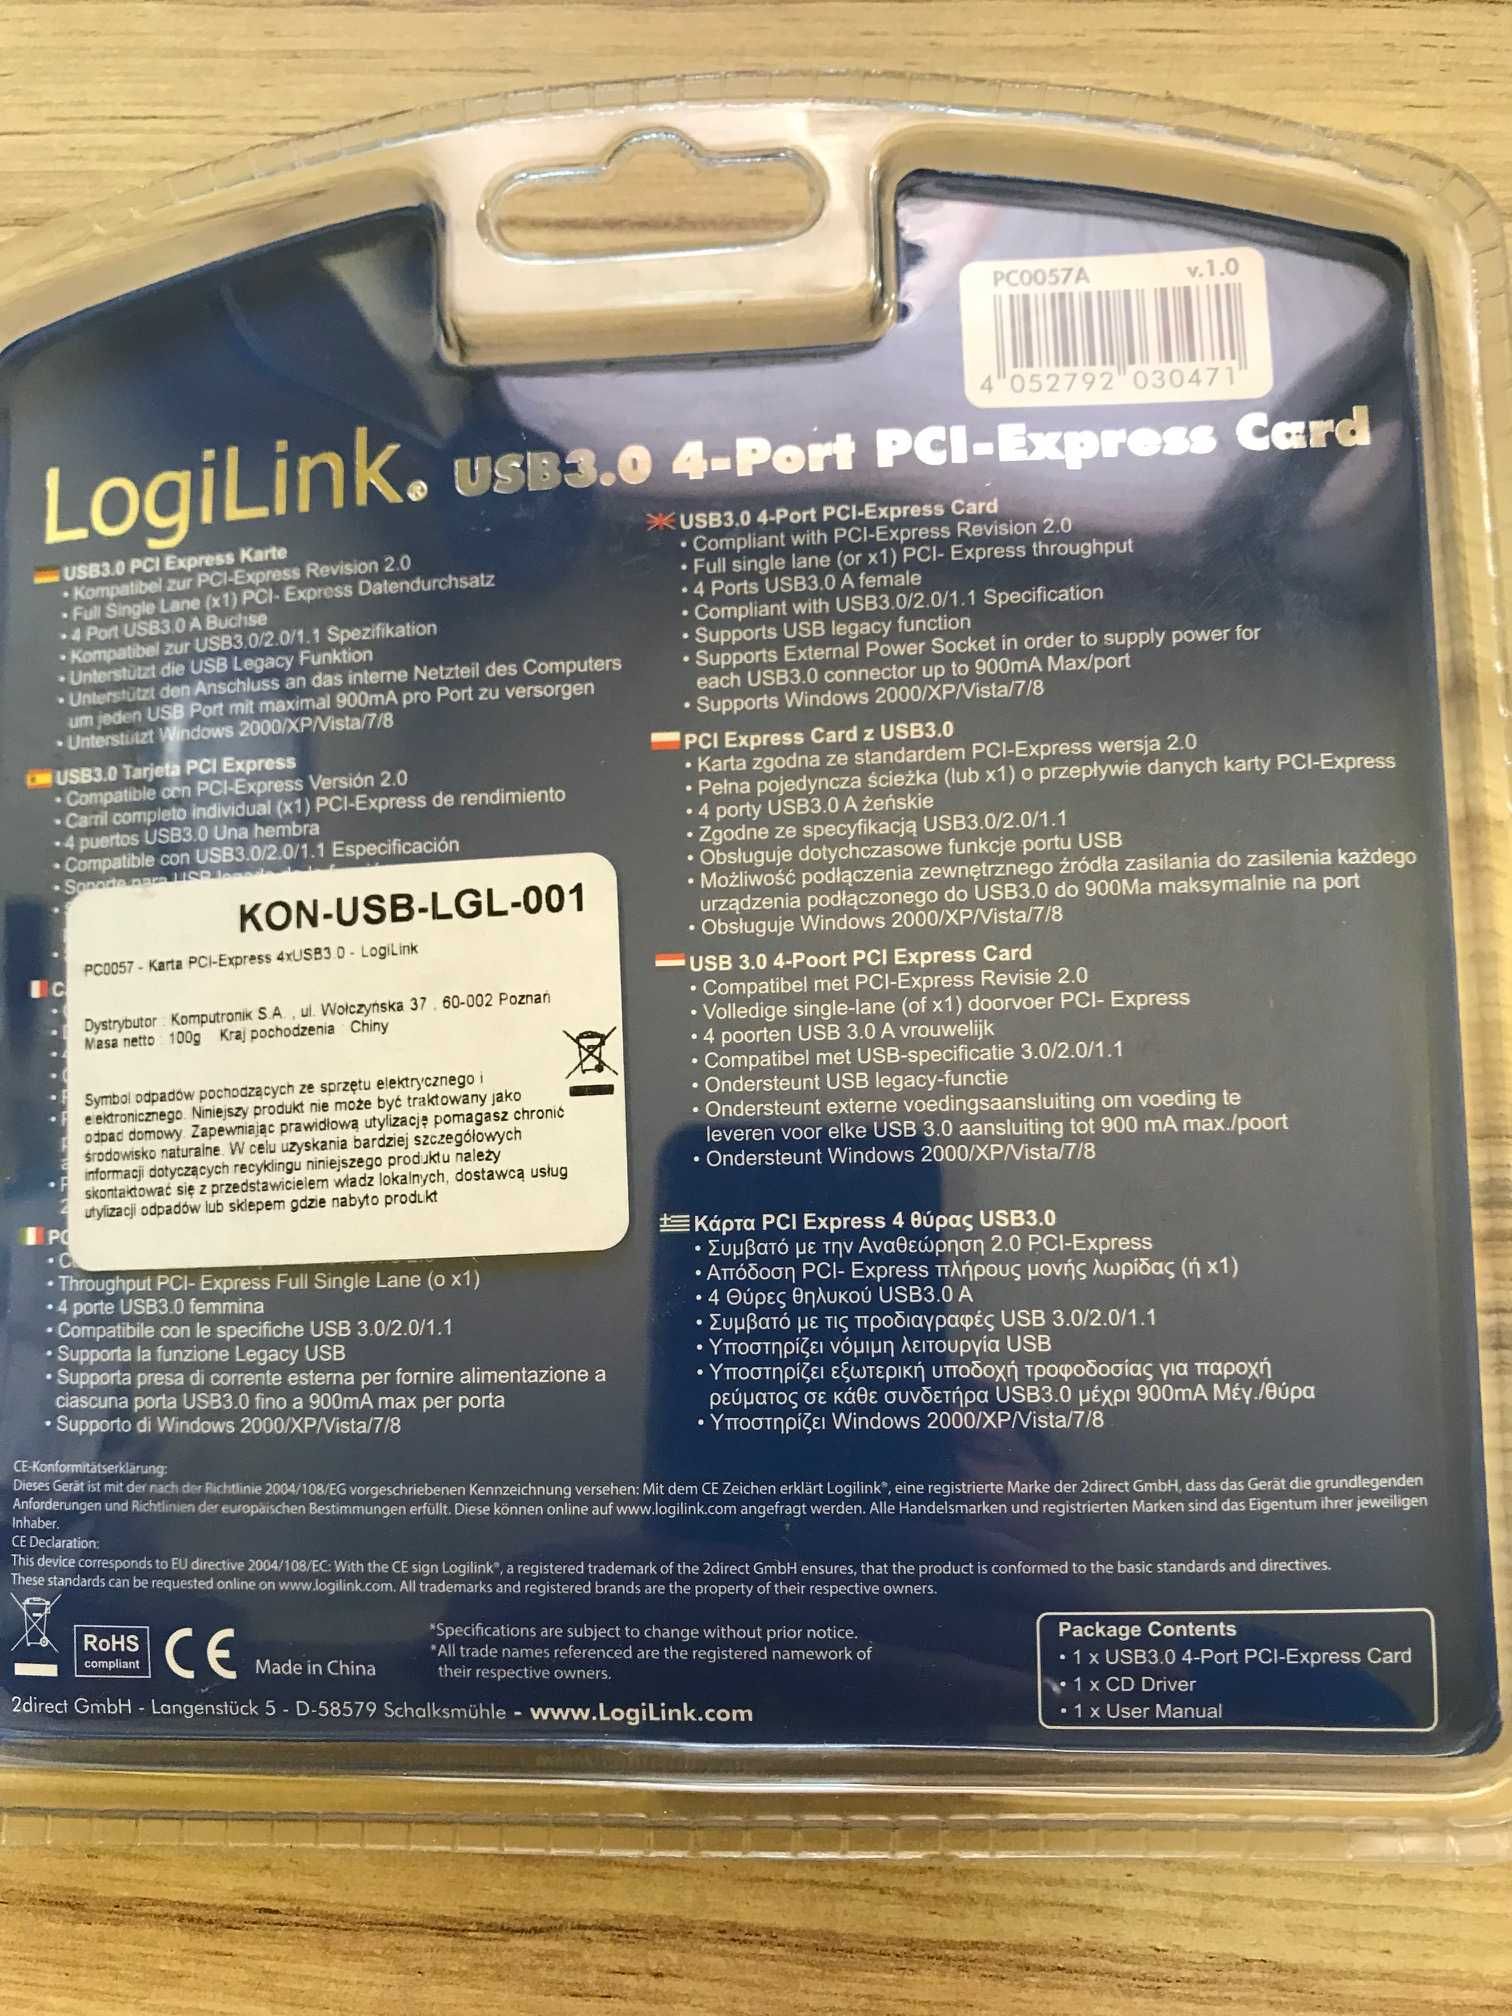 PC0057A v.1.0
4 052792 030471
LogiLink® USB3.0 4-Port PCI-Express Card
USB3.0 PCI Express Karte
• Kompatibel zur PCI-Express Revision 2.0
• Full Single Lane (x1) PCI- Express Datendurchsatz
• 4 Port USB3.0 A Buchse
• Kompatibel zur USB3.0/2.0/1.1 Spezifikation
• Unterstützt die USB Legacy Funktion
• Unterstützt den Anschluss an das interne Netzteil des Computers
um jeden USB Port mit maximal 900mA pro Port zu versorgen
• Unterstützt Windows 2000/XP/Vista/7/8
USB3.0 Tarjeta PCI Express
• Compatible con PCI-Express Versión 2.0
• Carril completo individual (x1) PCI-Express de rendimiento
• 4 puertos USB3.0 Una hembra
• Compatible con USB3.0/2.0/1.1 Especificación
• Soporte para USB
KON-USB-LGL-001
PC0057 - Karta PCI-Express 4xUSB3.0 - LogiLink
Dystrybutor : Komputronik S.A. , ul. Wołczyńska 37 , 60-002 Poznań
Masa netto : 100g Kraj pochodzenia : Chiny
Symbol odpadów pochodzących ze sprzętu elektrycznego i
elektronicznego. Niniejszy produkt nie może być traktowany jako
odpad domowy. Zapewniając prawidłową utylizację pomagasz chronić
środowisko naturalne. W celu uzyskania bardziej szczegółowych
informacji dotyczących recyklingu niniejszego produktu należy
skontaktować się z przedstawicielem władz lokalnych, dostawcą usług
utylizacji odpadów lub sklepem gdzie nabyto produkt
• Throughput PCI- Express Full Single Lane (o x1)
• 4 porte USB3.0 femmina
• Compatibile con le specifiche USB 3.0/2.0/1.1
• Supporta la funzione Legacy USB
• Supporta presa di corrente esterna per fornire alimentazione a
ciascuna porta USB3.0 fino a 900mA max per porta
• Supporto di Windows 2000/XP/Vista/7/8
USB3.0 4-Port PCI-Express Card
• Compliant with PCI-Express Revision 2.0
• Full single lane (or x1) PCI- Express throughput
• 4 Ports USB3.0 A female
• Compliant with USB3.0/2.0/1.1 Specification
• Supports USB legacy function
• Supports External Power Socket in order to supply power for
each USB3.0 connector up to 900mA Max/port
• Supports Windows 2000/XP/Vista/7/8
PCI Express Card z USB3.0
• Karta zgodna ze standardem PCI-Express wersja 2.0
• Pełna pojedyncza ścieżka (lub x1) o przepływie danych karty PCI-Express
• 4 porty USB3.0 A żeńskie
• Zgodne ze specyfikacją USB3.0/2.0/1.1
• Obsługuje dotychczasowe funkcje portu USB
• Możliwość podłączenia zewnętrznego źródła zasilania do zasilenia każdego
urządzenia podłączonego do USB3.0 do 900Ma maksymalnie na port
• Obsługuje Windows 2000/XP/Vista/7/8
USB 3.0 4-Poort PCI Express Card
• Compatibel met PCI-Express Revisie 2.0
• Volledige single-lane (of x1) doorvoer PCI- Express
• 4 poorten USB 3.0 A vrouwelijk
• Compatibel met USB-specificatie 3.0/2.0/1.1
• Ondersteunt USB legacy-functie
• Ondersteunt externe voedingsaansluiting om voeding te
leveren voor elke USB 3.0 aansluiting tot 900 mA max./poort
• Ondersteunt Windows 2000/XP/Vista/7/8
Κάρτα PCI Express 4 θύρας USB3.0
• Συμβατό με την Αναθεώρηση 2.0 PCI-Express
• Απόδοση PCI- Express πλήρους μονής λωρίδας (ή x1)
• 4 Θύρες θηλυκού USB3.0 A
• Συμβατό με τις προδιαγραφές USB 3.0/2.0/1.1
• Υποστηρίζει νόμιμη λειτουργία USB
• Υποστηρίζει εξωτερική υποδοχή τροφοδοσίας για παροχή
ρεύματος σε κάθε συνδετήρα USB3.0 μέχρι 900mA Μέγ./θύρα
• Υποστηρίζει Windows 2000/XP/Vista/7/8
CE-Konformitätserklärung:
Dieses Gerät ist mit der nach der Richtlinie 2004/108/EG vorgeschriebenen Kennzeichnung versehen: Mit dem CE Zeichen erklärt Logilink®, eine registrierte Marke der 2direct GmbH, dass das Gerät die grundlegenden
Anforderungen und Richtlinien der europäischen Bestimmungen erfüllt. Diese können online auf www.logilink.com angefragt werden. Alle Handelsmarken und registrierten Marken sind das Eigentum ihrer jeweiligen
Inhaber.
CE Declaration:
This device corresponds to EU directive 2004/108/EC: With the CE sign Logilink®, a registered trademark of the 2direct GmbH ensures, that the product is conformed to the basic standards and directives.
These standards can be requested online on www.logilink.com. All trademarks and registered brands are the property of their respective owners.
RoHS
compliant
CE
Made in China
*Specifications are subject to change without prior notice.
*All trade names referenced are the registered namework of
their respective owners.
2direct GmbH - Langenstück 5 - D-58579 Schalksmühle - www.LogiLink.com
Package Contents
• 1 x USB3.0 4-Port PCI-Express Card
• 1 x CD Driver
• 1 x User Manual